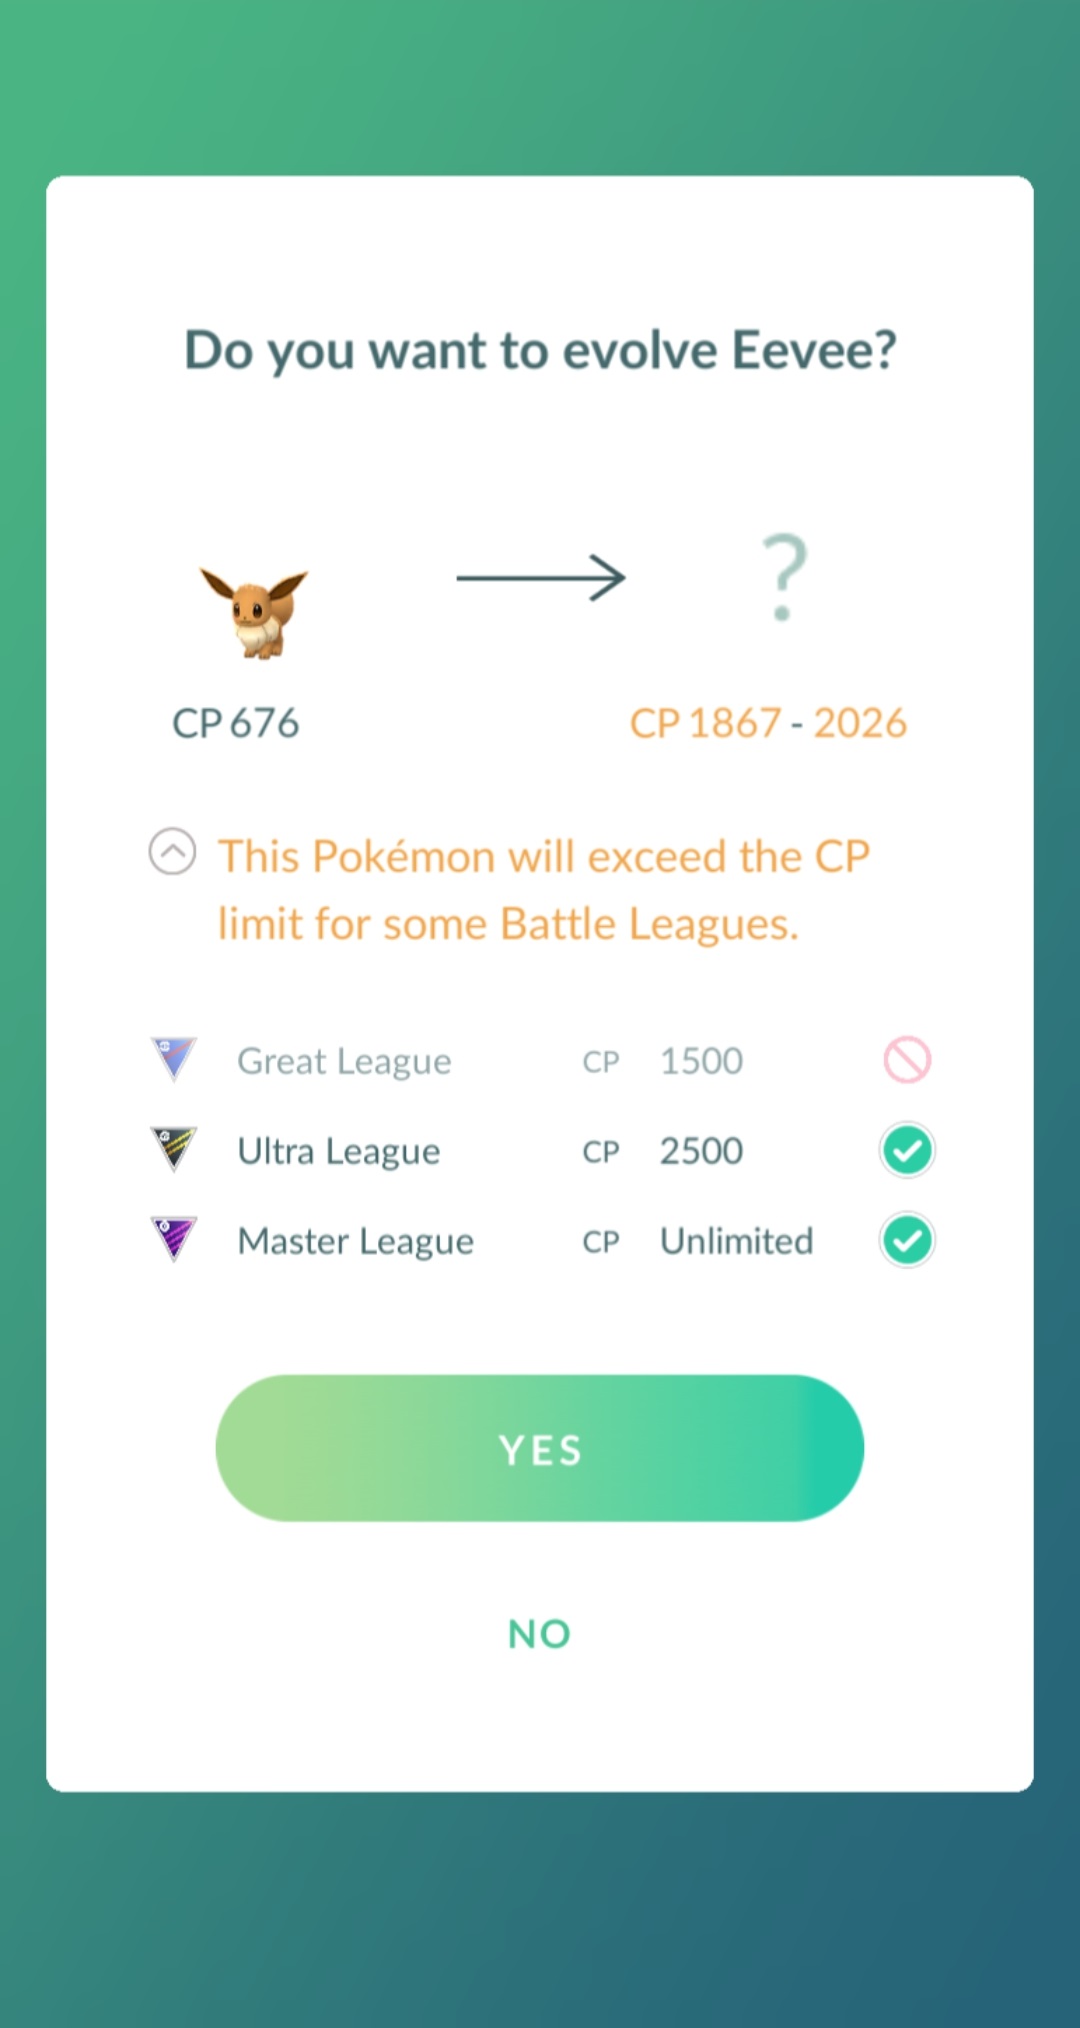 Do you want to evolve Eevee?
?
CP 676
CP 1867 - 2026
This Pokémon will exceed the CP
limit for some Battle Leagues.
Great League CP 1500
Ultra League CP 2500
Master League CP Unlimited
YES
NO